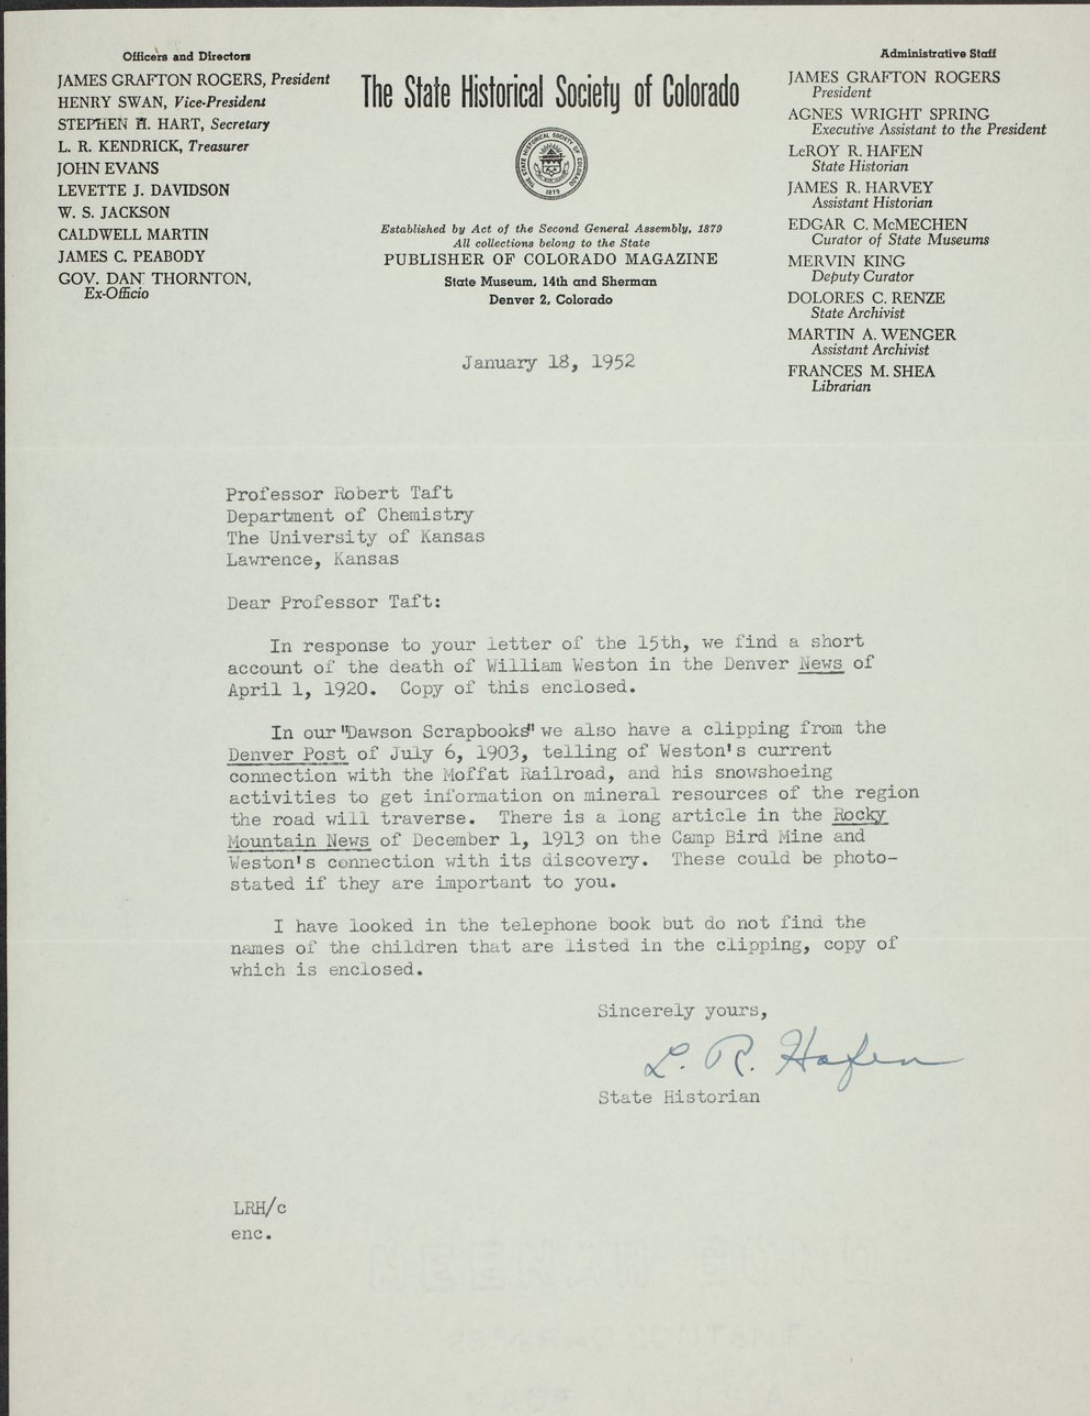 Officers and Directors
JAMES GRAFTON ROGERS, President
HENRY SWAN, Vice-President
STEPHEN H. HART, Secretary
L. R. KENDRICK, Treasurer
JOHN EVANS
LEVETTE J. DAVIDSON
W. S. JACKSON
CALDWELL MARTIN
JAMES C. PEABODY
GOV. DAN THORNTON,
Ex-Officio
The State Historical Society of Colorado
THE STATE HISTORICAL SOCIETY OF COLORADO
1879
Established by Act of the Second General Assembly, 1879
All collections belong to the State
PUBLISHER OF COLORADO MAGAZINE
State Museum, 14th and Sherman
Denver 2, Colorado
Administrative Staff
JAMES GRAFTON ROGERS
President
AGNES WRIGHT SPRING
Executive Assistant to the President
LeROY R. HAFEN
State Historian
JAMES R. HARVEY
Assistant Historian
EDGAR C. McMECHEN
Curator of State Museums
MERVIN KING
Deputy Curator
DOLORES C. RENZE
State Archivist
MARTIN A. WENGER
Assistant Archivist
FRANCES M. SHEA
Librarian
January 18, 1952
Professor Robert Taft
Department of Chemistry
The University of Kansas
Lawrence, Kansas
Dear Professor Taft:
In response to your letter of the 15th, we find a short
account of the death of William Weston in the Denver News of
April 1, 1920. Copy of this enclosed.
In our "Dawson Scrapbooks" we also have a clipping from the
Denver Post of July 6, 1903, telling of Weston's current
connection with the Moffat Railroad, and his snowshoeing
activities to get information on mineral resources of the region
the road will traverse. There is a long article in the Rocky
Mountain News of December 1, 1913 on the Camp Bird Mine and
Weston's connection with its discovery. These could be photo-
stated if they are important to you.
I have looked in the telephone book but do not find the
names of the children that are listed in the clipping, copy of
which is enclosed.
Sincerely yours,
L. R. Hafen
State Historian
LRH/c
enc.